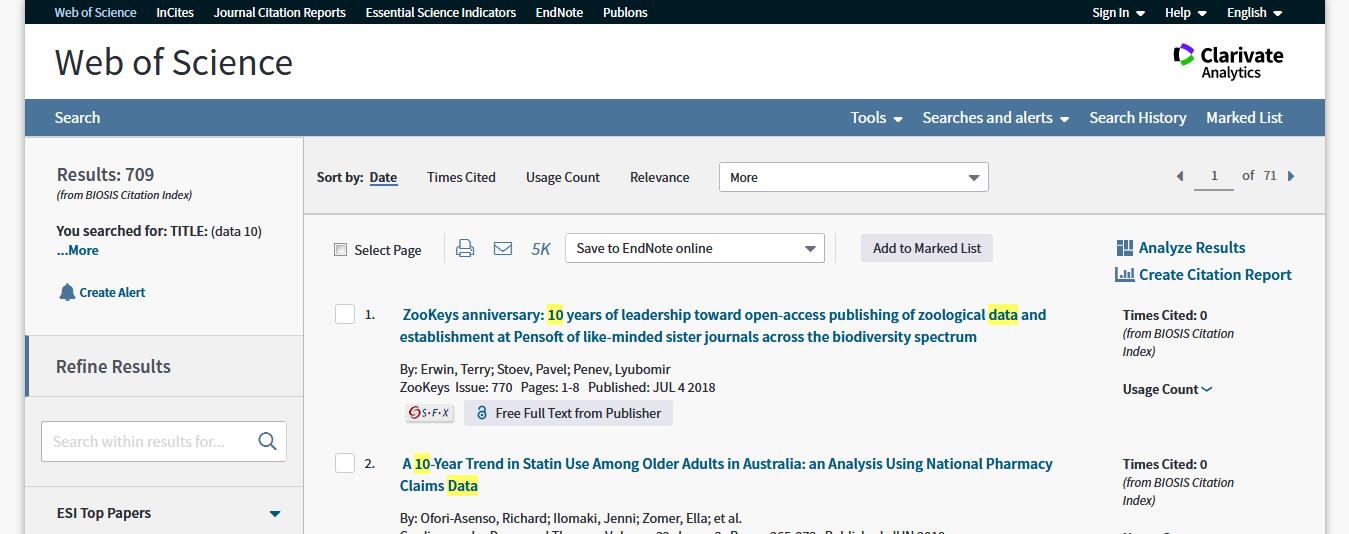 Web of Science InCites Journal Citation Reports Essential Science Indicators EndNote Publons Sign In Help English
Web of Science
Clarivate
Analytics
Search Tools Searches and alerts Search History Marked List
Results: 709
(from BIOSIS Citation Index)
You searched for: TITLE: (data 10)
...More
Create Alert
Refine Results
Search within results for...
ESI Top Papers
Sort by: Date Times Cited Usage Count Relevance More 1 of 71
Select Page 5K Save to EndNote online Add to Marked List
Analyze Results
Create Citation Report
1. ZooKeys anniversary: 10 years of leadership toward open-access publishing of zoological data and
establishment at Pensoft of like-minded sister journals across the biodiversity spectrum
By: Erwin, Terry; Stoev, Pavel; Penev, Lyubomir
ZooKeys Issue: 770 Pages: 1-8 Published: JUL 4 2018
S·F·X Free Full Text from Publisher
Times Cited: 0
(from BIOSIS Citation
Index)
Usage Count
2. A 10-Year Trend in Statin Use Among Older Adults in Australia: an Analysis Using National Pharmacy
Claims Data
By: Ofori-Asenso, Richard; Ilomaki, Jenni; Zomer, Ella; et al.
Times Cited: 0
(from BIOSIS Citation
Index)